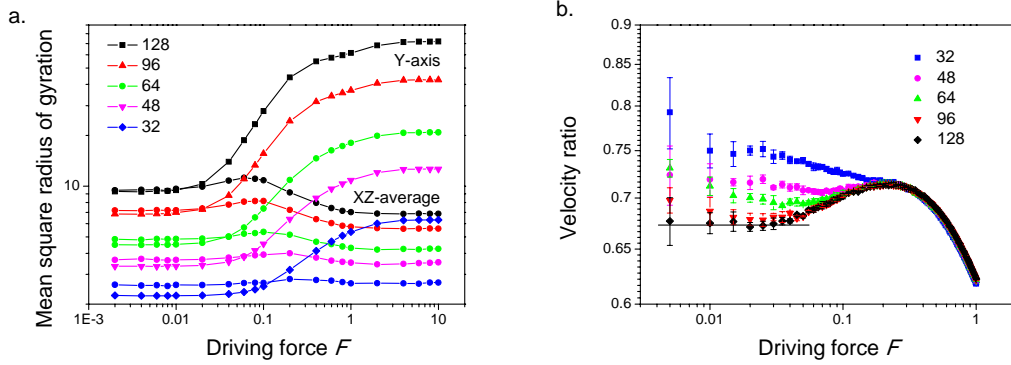 a.
Mean square radius of gyration
128
96
64
48
32
Y-axis
XZ-average
10
1E-3
0.01
0.1
1
10
Driving force F
b.
Velocity ratio
0.9
0.85
0.8
0.75
0.7
0.65
0.6
32
48
64
96
128
0.01
0.1
1
Driving force F